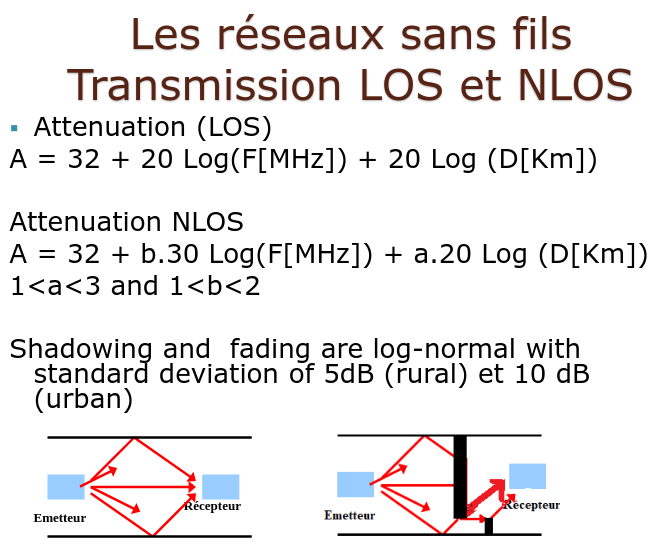 Les réseaux sans fils
Transmission LOS et NLOS
▪ Attenuation (LOS)
A = 32 + 20 Log(F[MHz]) + 20 Log (D[Km])
Attenuation NLOS
A = 32 + b.30 Log(F[MHz]) + a.20 Log (D[Km])
1<a<3 and 1<b<2
Shadowing and  fading are log-normal with
standard deviation of 5dB (rural) et 10 dB
(urban)
Emetteur
Récepteur
Emetteur
Récepteur